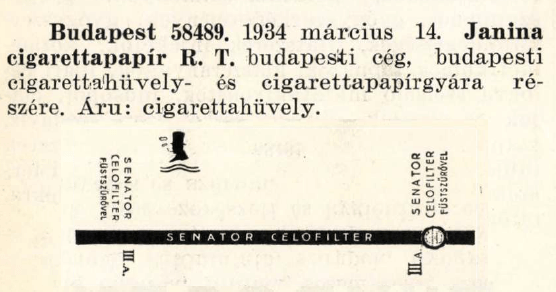 Budapest 58489. 1934 március 14. Janina
cigarettapapír R. T. budapesti cég, budapesti
cigarettahüvely- és cigarettapapírgyára ré-
szére. Áru: cigarettahüvely.
SENATOR
CELOFILTER
FÜSTSZŰRŐVEL
III.A.
SENATOR CELOFILTER
SENATOR
CELOFILTER
FÜSTSZŰRŐVEL
III.A.